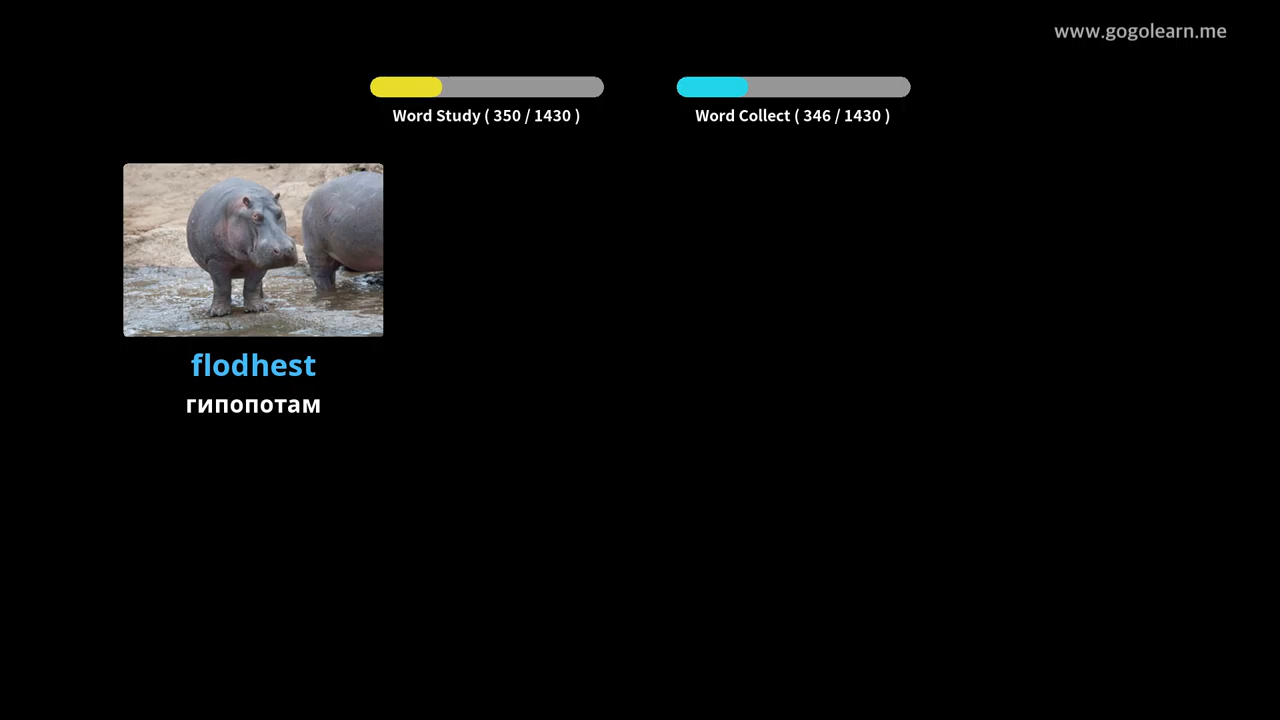 www.gogolearn.me
Word Study ( 350 / 1430 )
Word Collect ( 346 / 1430 )
flodhest
гипопотам